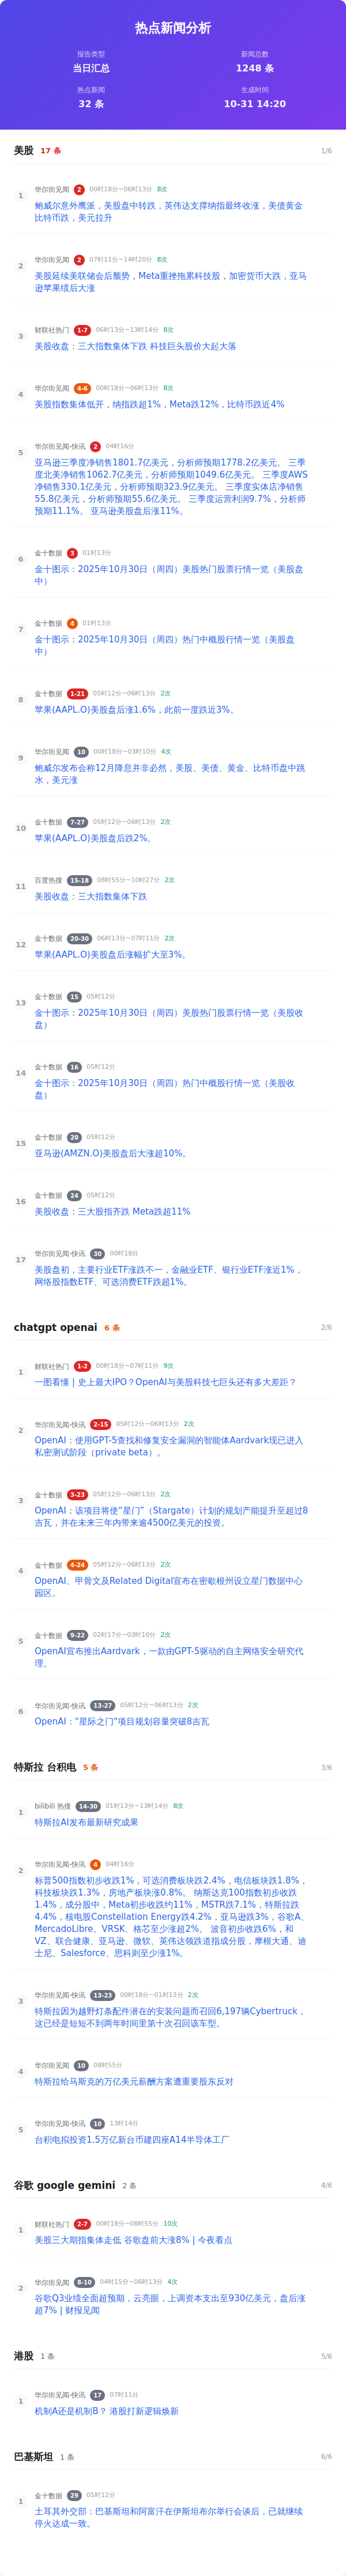 热点新闻分析
报告类型
新闻总数
当日汇总
1248 条
热点新闻
生成时间
32 条
10-31 14:20
美股 17 条 1/6
1
华尔街见闻 2 00时18分~06时13分 8次
鲍威尔意外鹰派，美股盘中转跌，英伟达支撑纳指最终收涨，美债黄金
比特币跌，美元拉升
2
华尔街见闻 2 07时11分~14时20分 8次
美股延续美联储会后颓势，Meta重挫拖累科技股，加密货币大跌，亚马
逊苹果绩后大涨
3
财联社热门 1-7 06时13分~13时14分 8次
美股收盘：三大指数集体下跌 科技巨头股价大起大落
4
华尔街见闻 4-6 00时18分~06时13分 8次
美股指数集体低开，纳指跌超1%，Meta跌12%，比特币跌近4%
5
华尔街见闻-快讯 2 04时16分
亚马逊三季度净销售1801.7亿美元，分析师预期1778.2亿美元。 三季
度北美净销售1062.7亿美元，分析师预期1049.6亿美元。 三季度AWS
净销售330.1亿美元，分析师预期323.9亿美元。 三季度实体店净销售
55.8亿美元，分析师预期55.6亿美元。 三季度运营利润9.7%，分析师
预期11.1%。 亚马逊美股盘后涨11%。
6
金十数据 3 01时13分
金十图示：2025年10月30日（周四）美股热门股票行情一览（美股盘
中）
7
金十数据 4 01时13分
金十图示：2025年10月30日（周四）热门中概股行情一览（美股盘
中）
8
金十数据 1-21 05时12分~06时13分 2次
苹果(AAPL.O)美股盘后涨1.6%，此前一度跌近3%。
9
华尔街见闻 10 00时18分~03时10分 4次
鲍威尔发布会称12月降息并非必然，美股、美债、黄金、比特币盘中跳
水，美元涨
10
金十数据 7-27 05时12分~06时13分 2次
苹果(AAPL.O)美股盘后跌2%。
11
百度热搜 15-18 08时55分~10时27分 2次
美股收盘：三大指数集体下跌
12
金十数据 20-30 06时13分~07时11分 2次
苹果(AAPL.O)美股盘后涨幅扩大至3%。
13
金十数据 15 05时12分
金十图示：2025年10月30日（周四）美股热门股票行情一览（美股收
盘）
14
金十数据 16 05时12分
金十图示：2025年10月30日（周四）热门中概股行情一览（美股收
盘）
15
金十数据 20 05时12分
亚马逊(AMZN.O)美股盘后大涨超10%。
16
金十数据 24 05时12分
美股收盘：三大股指齐跌 Meta跌超11%
17
华尔街见闻-快讯 30 00时18分
美股盘初，主要行业ETF涨跌不一，金融业ETF、银行业ETF涨近1%，
网络股指数ETF、可选消费ETF跌超1%。
chatgpt openai 6 条 2/6
1
财联社热门 1-2 00时18分~07时11分 9次
一图看懂 | 史上最大IPO？OpenAI与美股科技七巨头还有多大差距？
2
华尔街见闻-快讯 2-15 05时12分~06时13分 2次
OpenAI：使用GPT-5查找和修复安全漏洞的智能体Aardvark现已进入
私密测试阶段（private beta）。
3
金十数据 3-23 05时12分~06时13分 2次
OpenAI：该项目将使“星门”（Stargate）计划的规划产能提升至超过8
吉瓦，并在未来三年内带来逾4500亿美元的投资。
4
金十数据 4-24 05时12分~06时13分 2次
OpenAI、甲骨文及Related Digital宣布在密歇根州设立星门数据中心
园区。
5
金十数据 9-22 02时17分~03时10分 2次
OpenAI宣布推出Aardvark，一款由GPT-5驱动的自主网络安全研究代
理。
6
华尔街见闻-快讯 13-27 05时12分~06时13分 2次
OpenAI："星际之门"项目规划容量突破8吉瓦
特斯拉 台积电 5 条 3/6
1
bilibili 热搜 14-30 01时13分~13时14分 8次
特斯拉AI发布最新研究成果
2
华尔街见闻-快讯 4 04时16分
标普500指数初步收跌1%，可选消费板块跌2.4%，电信板块跌1.8%，
科技板块跌1.3%，房地产板块涨0.8%。 纳斯达克100指数初步收跌
1.4%，成分股中，Meta初步收跌约11%，MSTR跌7.1%，特斯拉跌
4.4%，核电股Constellation Energy跌4.2%，亚马逊跌3%，谷歌A、
MercadoLibre、VRSK、格芯至少涨超2%。 波音初步收跌6%，和
VZ、联合健康、亚马逊、微软、英伟达领跌道指成分股，摩根大通、迪
士尼、Salesforce、思科则至少涨1%。
3
华尔街见闻-快讯 13-23 00时18分~01时13分 2次
特斯拉因为越野灯条配件潜在的安装问题而召回6,197辆Cybertruck，
这已经是短短不到两年时间里第十次召回该车型。
4
华尔街见闻 10 08时55分
特斯拉给马斯克的万亿美元薪酬方案遭重要股东反对
5
华尔街见闻-快讯 10 13时14分
台积电拟投资1.5万亿新台币建四座A14半导体工厂
谷歌 google gemini 2 条 4/6
1
财联社热门 2-7 00时18分~08时55分 10次
美股三大期指集体走低 谷歌盘前大涨8% | 今夜看点
2
华尔街见闻 8-10 04时15分~06时13分 4次
谷歌Q3业绩全面超预期，云亮眼，上调资本支出至930亿美元，盘后涨
超7% | 财报见闻
港股 1 条 5/6
1
华尔街见闻-快讯 17 07时11分
机制A还是机制B？ 港股打新逻辑焕新
巴基斯坦 1 条 6/6
1
金十数据 29 05时12分
土耳其外交部：巴基斯坦和阿富汗在伊斯坦布尔举行会谈后，已就继续
停火达成一致。